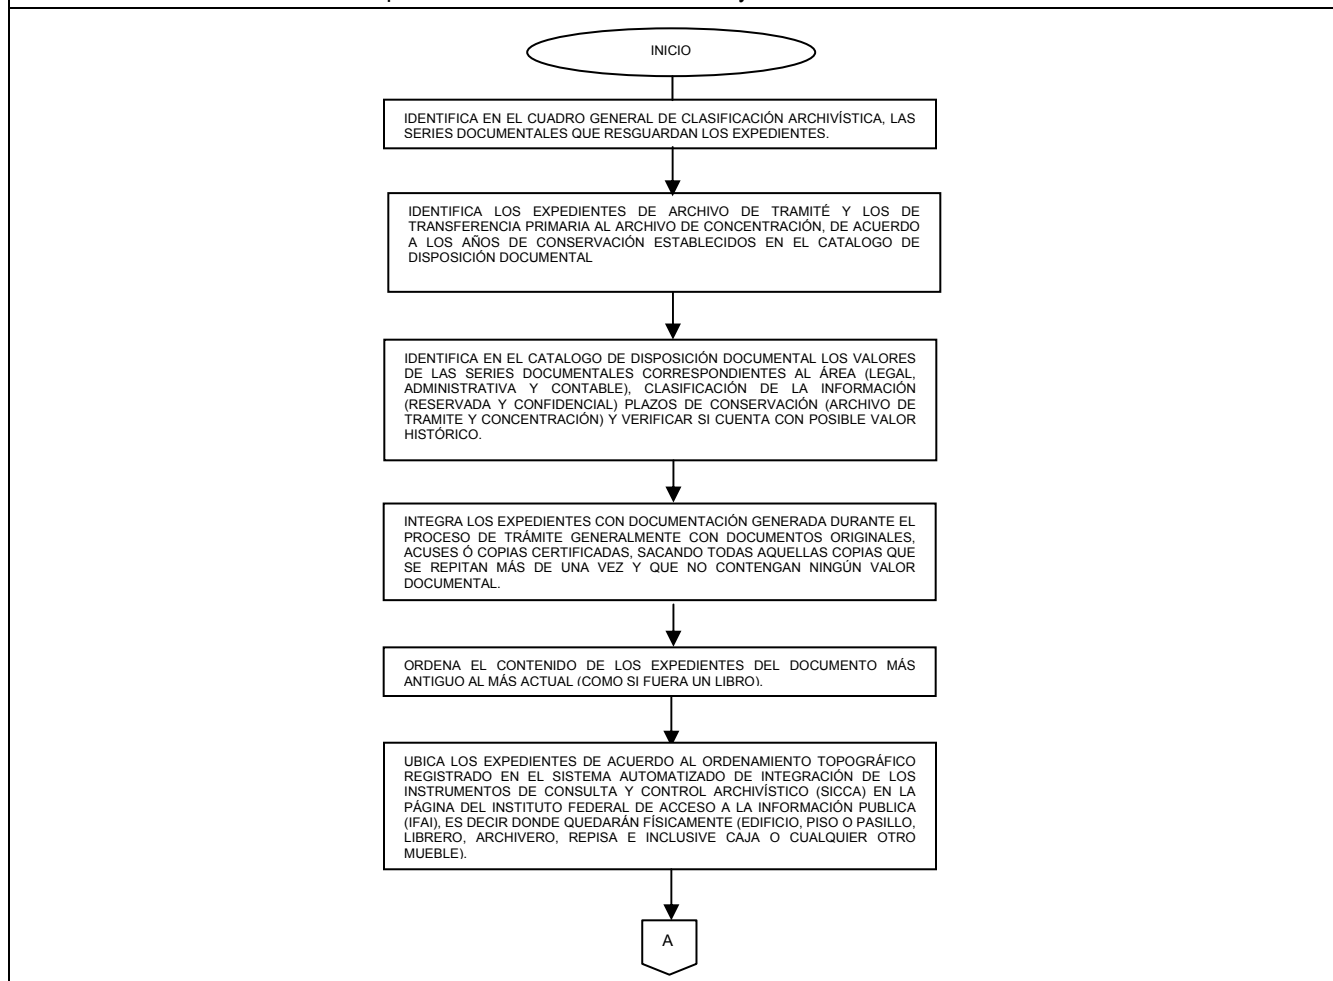 INICIO
IDENTIFICA EN EL CUADRO GENERAL DE CLASIFICACIÓN ARCHIVÍSTICA, LAS
SERIES DOCUMENTALES QUE RESGUARDAN LOS EXPEDIENTES.
IDENTIFICA LOS EXPEDIENTES DE ARCHIVO DE TRAMITÉ Y LOS DE
TRANSFERENCIA PRIMARIA AL ARCHIVO DE CONCENTRACIÓN, DE ACUERDO
A LOS AÑOS DE CONSERVACIÓN ESTABLECIDOS EN EL CATALOGO DE
DISPOSICIÓN DOCUMENTAL
IDENTIFICA EN EL CATALOGO DE DISPOSICIÓN DOCUMENTAL LOS VALORES
DE LAS SERIES DOCUMENTALES CORRESPONDIENTES AL ÁREA (LEGAL,
ADMINISTRATIVA Y CONTABLE), CLASIFICACIÓN DE LA INFORMACIÓN
(RESERVADA Y CONFIDENCIAL) PLAZOS DE CONSERVACIÓN (ARCHIVO DE
TRAMITE Y CONCENTRACIÓN) Y VERIFICAR SI CUENTA CON POSIBLE VALOR
HISTÓRICO.
INTEGRA LOS EXPEDIENTES CON DOCUMENTACIÓN GENERADA DURANTE EL
PROCESO DE TRÁMITE GENERALMENTE CON DOCUMENTOS ORIGINALES,
ACUSES Ó COPIAS CERTIFICADAS, SACANDO TODAS AQUELLAS COPIAS QUE
SE REPITAN MÁS DE UNA VEZ Y QUE NO CONTENGAN NINGÚN VALOR
DOCUMENTAL.
ORDENA EL CONTENIDO DE LOS EXPEDIENTES DEL DOCUMENTO MÁS
ANTIGUO AL MÁS ACTUAL (COMO SI FUERA UN LIBRO).
UBICA LOS EXPEDIENTES DE ACUERDO AL ORDENAMIENTO TOPOGRÁFICO
REGISTRADO EN EL SISTEMA AUTOMATIZADO DE INTEGRACIÓN DE LOS
INSTRUMENTOS DE CONSULTA Y CONTROL ARCHIVÍSTICO (SICCA) EN LA
PÁGINA DEL INSTITUTO FEDERAL DE ACCESO A LA INFORMACIÓN PUBLICA
(IFAI), ES DECIR DONDE QUEDARÁN FÍSICAMENTE (EDIFICIO, PISO O PASILLO,
LIBRERO, ARCHIVERO, REPISA E INCLUSIVE CAJA O CUALQUIER OTRO
MUEBLE).
A